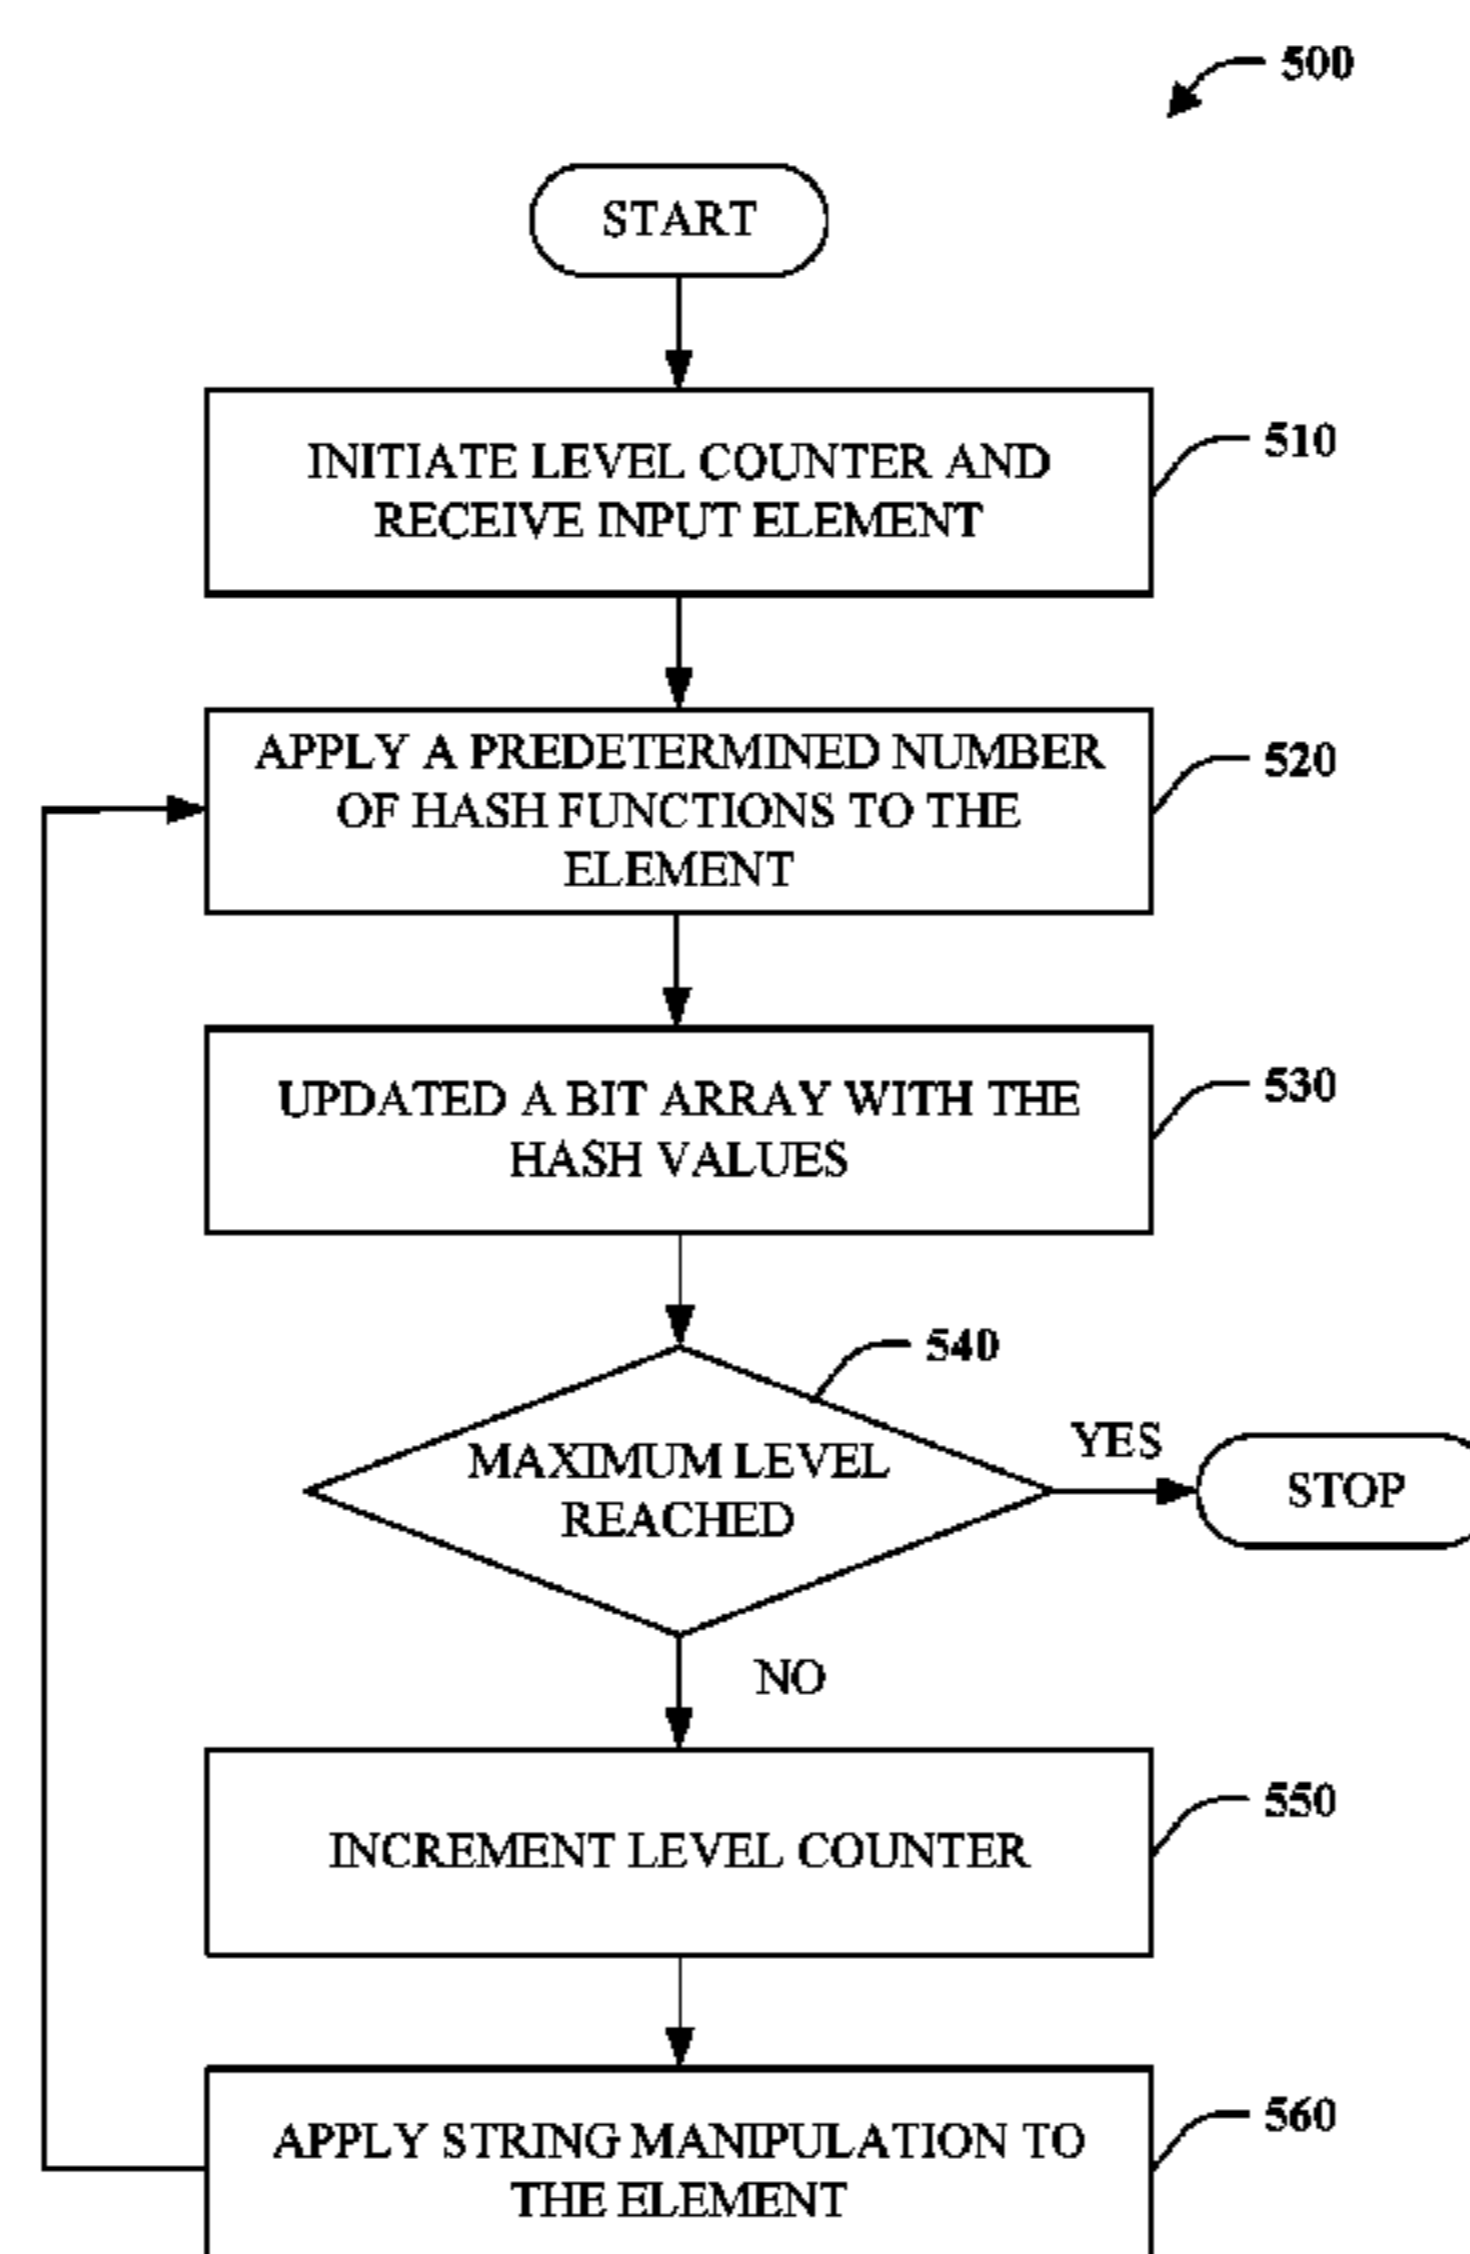 500
START
INITIATE LEVEL COUNTER AND
RECEIVE INPUT ELEMENT
510
APPLY A PREDETERMINED NUMBER
OF HASH FUNCTIONS TO THE
ELEMENT
520
UPDATED A BIT ARRAY WITH THE
HASH VALUES
530
540
MAXIMUM LEVEL
REACHED
YES
STOP
NO
INCREMENT LEVEL COUNTER
550
APPLY STRING MANIPULATION TO
THE ELEMENT
560